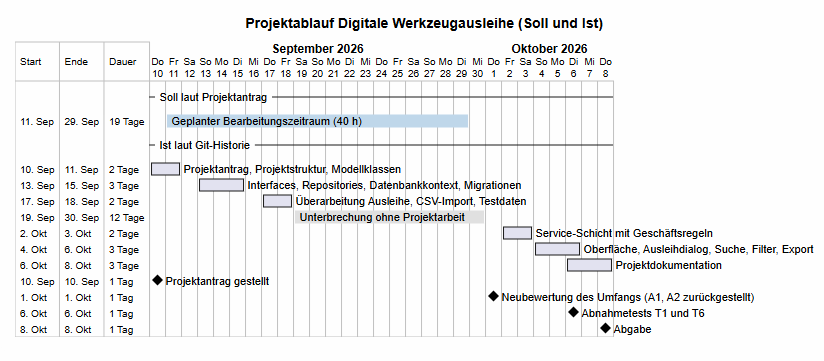 Projektablauf Digitale Werkzeugausleihe (Soll und Ist)
September 2026 Oktober 2026
Start Ende Dauer Do Fr Sa So Mo Di Mi Do Fr Sa So Mo Di Mi Do Fr Sa So Mo Di Mi Do Fr Sa So Mo Di Mi Do
10 11 12 13 14 15 16 17 18 19 20 21 22 23 24 25 26 27 28 29 30 1 2 3 4 5 6 7 8
Soll laut Projektantrag
11. Sep 29. Sep 19 Tage Geplanter Bearbeitungszeitraum (40 h)
Ist laut Git-Historie
10. Sep 11. Sep 2 Tage Projektantrag, Projektstruktur, Modellklassen
13. Sep 15. Sep 3 Tage Interfaces, Repositories, Datenbankkontext, Migrationen
17. Sep 18. Sep 2 Tage Überarbeitung Ausleihe, CSV-Import, Testdaten
19. Sep 30. Sep 12 Tage Unterbrechung ohne Projektarbeit
2. Okt 3. Okt 2 Tage Service-Schicht mit Geschäftsregeln
4. Okt 6. Okt 3 Tage Oberfläche, Ausleihdialog, Suche, Filter, Export
6. Okt 8. Okt 3 Tage Projektdokumentation
10. Sep 10. Sep 1 Tag Projektantrag gestellt
1. Okt 1. Okt 1 Tag Neubewertung des Umfangs (A1, A2 zurückgestellt)
6. Okt 6. Okt 1 Tag Abnahmetests T1 und T6
8. Okt 8. Okt 1 Tag Abgabe